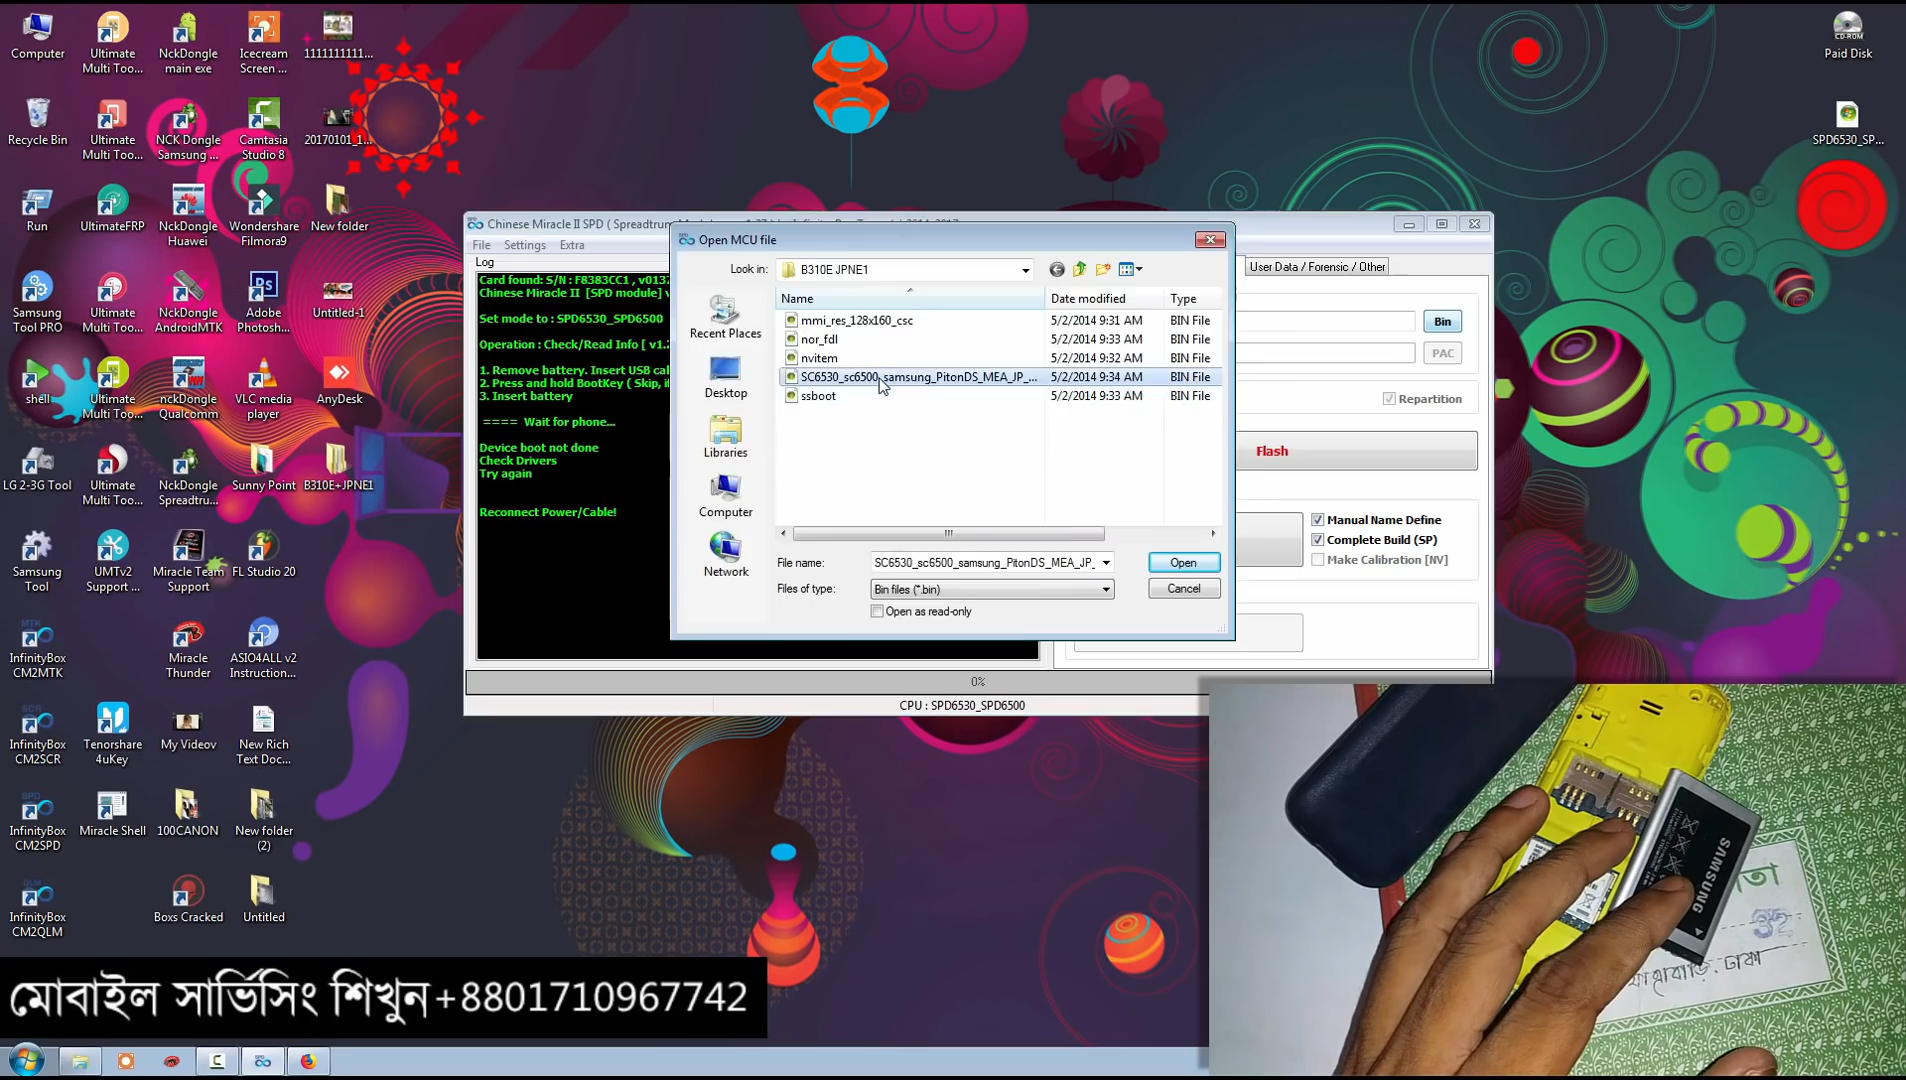 Computer
Ultimate
Multi Too...
NckDongle
main exe
Icecream
Screen ...
1111111111...
Paid Disk
Recycle Bin
Ultimate
Multi Too...
NCK Dongle
Samsung ...
Camtasia
Studio 8
20170101_1...
SPD6530_SP...
Run
UltimateFRP
NckDongle
Huawei
Wondershare
Filmora9
New folder
Samsung
Tool PRO
Ultimate
Multi Too...
NckDongle
AndroidMTK
Adobe
Photosh...
Untitled-1
shell
Ultimate
Multi Too...
nckDongle
Qualcomm
VLC media
player
AnyDesk
LG 2-3G Tool
Ultimate
Multi Too...
NckDongle
Spreadtru...
Sunny Point
B310E+JPNE1
Samsung
Tool
UMTv2
Support
Miracle Team
Support
FL Studio 20
InfinityBox
CM2MTK
Miracle
Thunder
ASIO4ALL v2
Instruction...
InfinityBox
CM2SCR
Tenorshare
4uKey
My Videov
New Rich
Text Doc...
InfinityBox
CM2SPD
Miracle Shell
100CANON
New folder
(2)
InfinityBox
CM2QLM
Boxs Cracked
Untitled
Chinese Miracle II SPD ( Spreadtrum
File Settings Extra
Log
Card found: S/N : F8383CC1 , v0137
Chinese Miracle II [SPD module] v
Set mode to : SPD6530_SPD6500
Operation : Check/Read Info [ v1.2
1. Remove battery. Insert USB cal
2. Press and hold BootKey ( Skip, if
3. Insert battery
==== Wait for phone...
Device boot not done
Check Drivers
Try again
Reconnect Power/Cable!
Open MCU file
Look in: B310E JPNE1
Name Date modified Type
mmi_res_128x160_csc 5/2/2014 9:31 AM BIN File
nor_fdl 5/2/2014 9:33 AM BIN File
nvitem 5/2/2014 9:32 AM BIN File
SC6530_sc6500_samsung_PitonDS_MEA_JP_... 5/2/2014 9:34 AM BIN File
ssboot 5/2/2014 9:33 AM BIN File
Recent Places
Desktop
Libraries
Computer
Network
File name: SC6530_sc6500_samsung_PitonDS_MEA_JP_ Open
Files of type: Bin files (*.bin) Cancel
Open as read-only
User Data / Forensic / Other
Bin
PAC
Repartition
Flash
Manual Name Define
Complete Build (SP)
Make Calibration [NV]
0%
CPU : SPD6530_SPD6500
SAMSUNG
মোবাইল সার্ভিসিং শিখুন+8801710967742